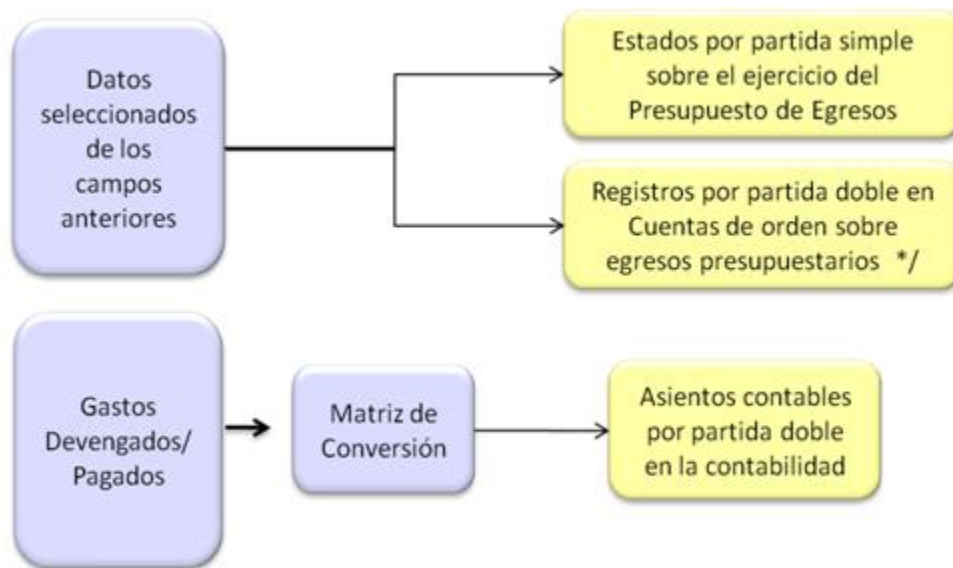 Datos
seleccionados
de los
campos
anteriores
Estados por partida simple
sobre el ejercicio del
Presupuesto de Egresos
Registros por partida doble en
Cuentas de orden sobre
egresos presupuestarios */
Gastos
Devengados/
Pagados
Matriz de
Conversión
Asientos contables
por partida doble
en la contabilidad